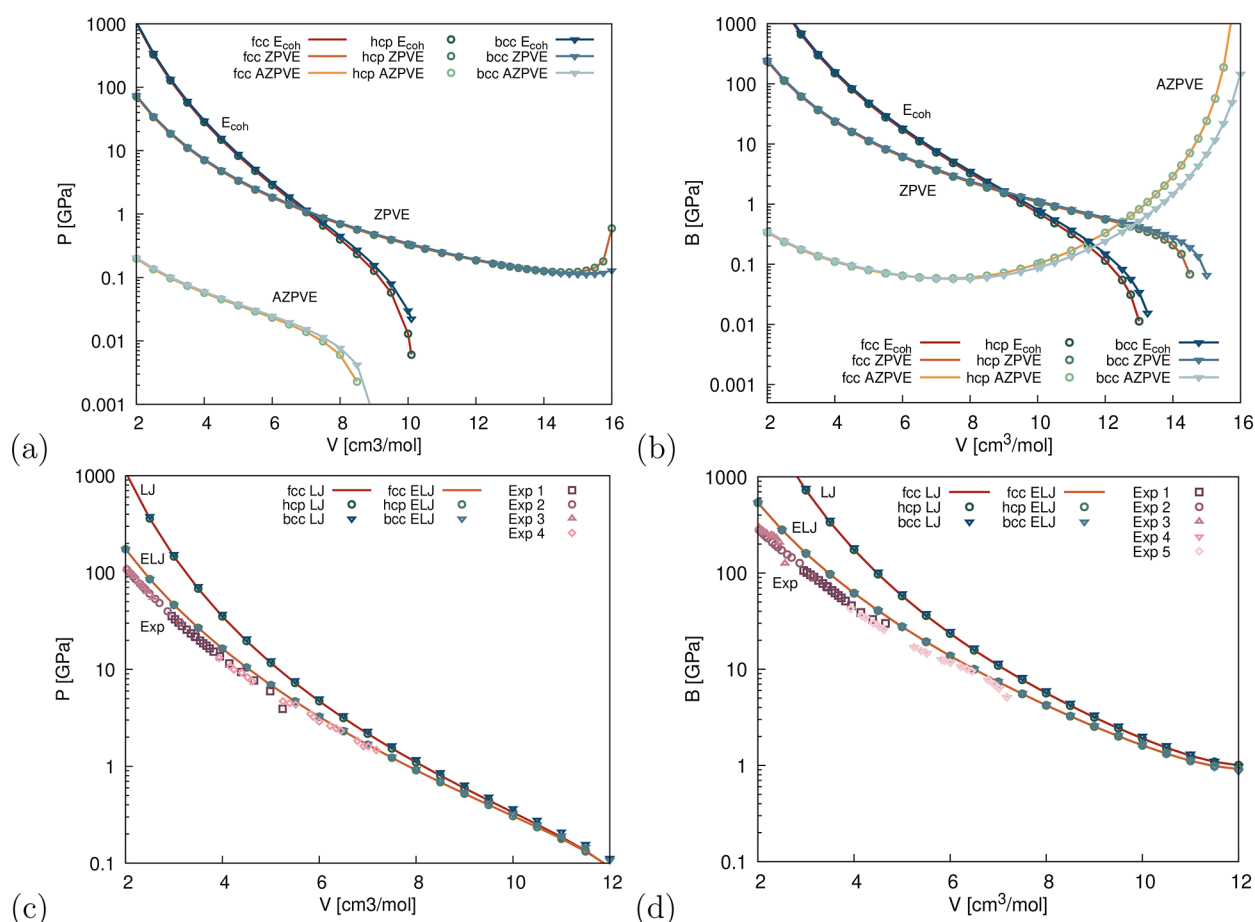 1000
100
10
1
0.1
0.01
0.001
P [GPa]
fcc Ecoh hcp Ecoh bcc Ecoh
fcc ZPVE hcp ZPVE bcc ZPVE
fcc AZPVE hcp AZPVE bcc AZPVE
Ecoh
ZPVE
AZPVE
2 4 6 8 10 12 14 16
V [cm3/mol]
(a)
1000
100
10
1
0.1
0.01
0.001
B [GPa]
AZPVE
Ecoh
ZPVE
fcc Ecoh hcp Ecoh bcc Ecoh
fcc ZPVE hcp ZPVE bcc ZPVE
fcc AZPVE hcp AZPVE bcc AZPVE
2 4 6 8 10 12 14 16
V [cm³/mol]
(b)
1000
100
10
1
0.1
P [GPa]
LJ
ELJ
Exp
fcc LJ fcc ELJ Exp 1
hcp LJ hcp ELJ Exp 2
bcc LJ bcc ELJ Exp 3
Exp 4
2 4 6 8 10 12
V [cm3/mol]
(c)
1000
100
10
1
0.1
B [GPa]
LJ
ELJ
Exp
fcc LJ fcc ELJ Exp 1
hcp LJ hcp ELJ Exp 2
bcc LJ bcc ELJ Exp 3
Exp 4
Exp 5
2 4 6 8 10 12
V [cm³/mol]
(d)